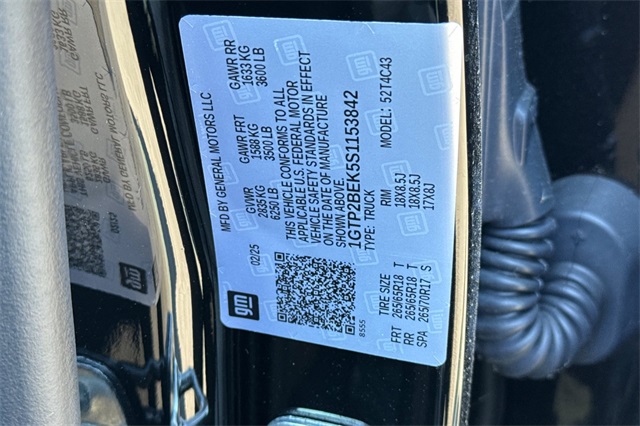 MFD BY GENERAL MOTORS LLC
02/25
GVWR
2835KG
6250LB
GAWR FRT
1588 KG
3500 LB
GAWR RR
1633 KG
3600 LB
THIS VEHICLE CONFORMS TO ALL
APPLICABLE U.S. FEDERAL MOTOR
VEHICLE SAFETY STANDARDS IN EFFECT
ON THE DATE OF MANUFACTURE
1GTP2BEK5S1153842
TYPE: TRUCK
MODEL: 52T4C43
gm
8555
TIRE SIZE
RIM
FRT 265/65R18 T 18X8.5J
RR 265/65R18 T 18X8.5J
SPA 265/70R17 S 17X8J